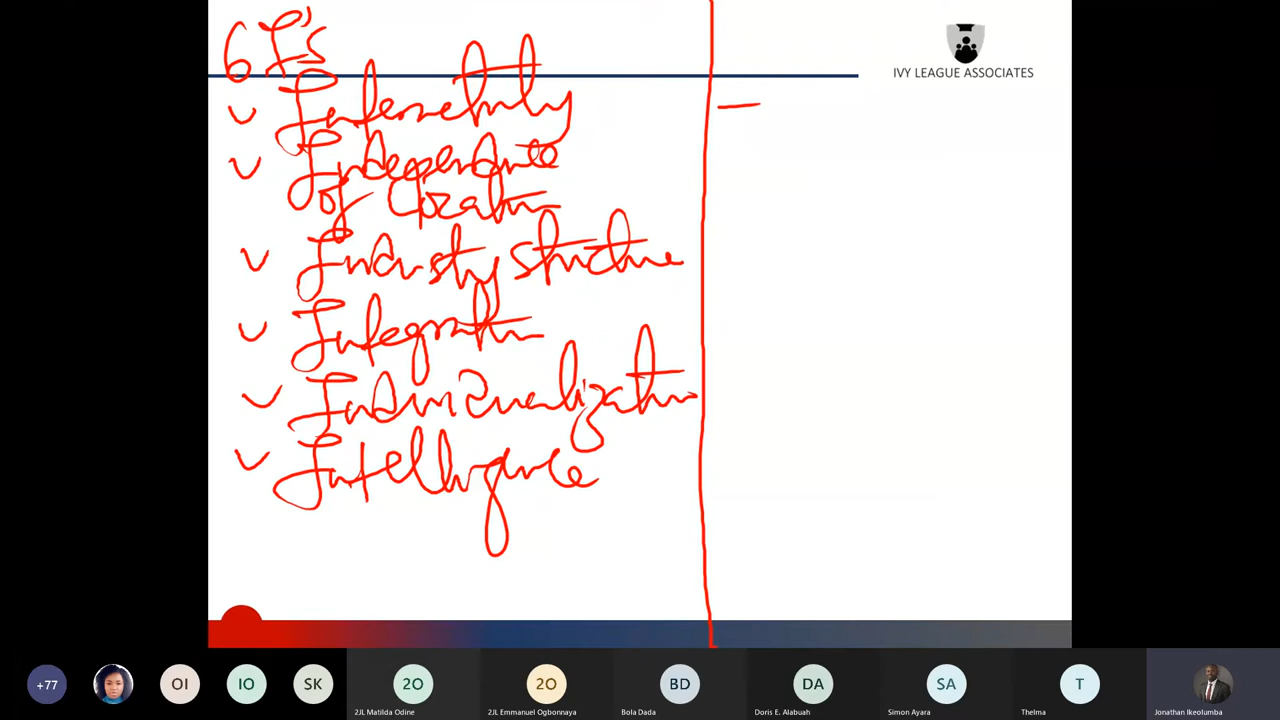 6 I's
IVY LEAGUE ASSOCIATES
Interactivity
Independence
of location
Industry structure
Integration
Individualization
Intelligence
+77
OI
IO
SK
2O
2O
BD
DA
SA
T
2JL Matilda Odine
2JL Emmanuel Ogbonnaya
Bola Dada
Doris E. Alabuah
Simon Ayara
Thelma
Jonathan Ikeolumba